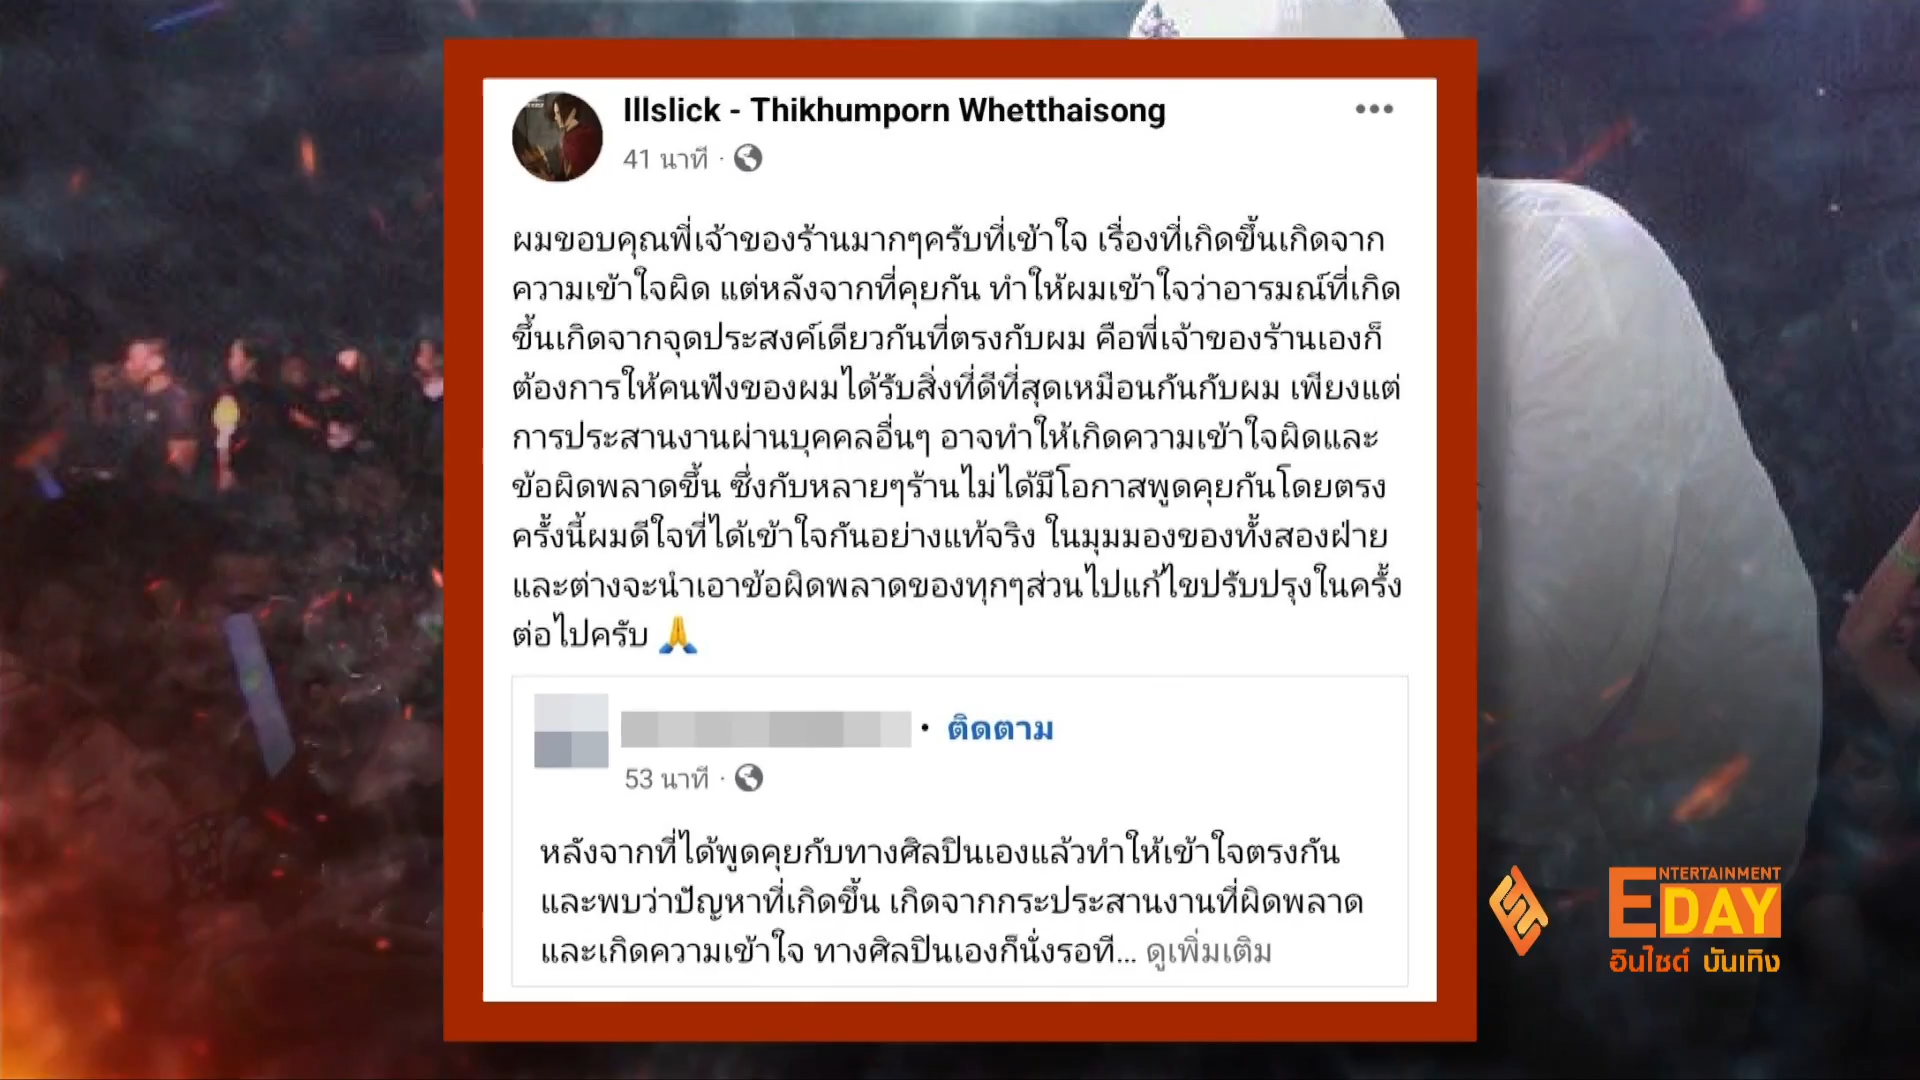 Illslick - Thikhumporn Whetthaisong
41 นาที ·
ผมขอบคุณพี่เจ้าของร้านมากๆครับที่เข้าใจ เรื่องที่เกิดขึ้นเกิดจาก
ความเข้าใจผิด แต่หลังจากที่คุยกัน ทำให้ผมเข้าใจว่าอารมณ์ที่เกิด
ขึ้นเกิดจากจุดประสงค์เดียวกันที่ตรงกับผม คือพี่เจ้าของร้านเองก็
ต้องการให้คนฟังของผมได้รับสิ่งที่ดีที่สุดเหมือนกันกับผม เพียงแต่
การประสานงานผ่านบุคคลอื่นๆ อาจทำให้เกิดความเข้าใจผิดและ
ข้อผิดพลาดขึ้น ซึ่งกับหลายๆร้านไม่ได้มีโอกาสพูดคุยกันโดยตรง
ครั้งนี้ผมดีใจที่ได้เข้าใจกันอย่างแท้จริง ในมุมมองของทั้งสองฝ่าย
และต่างจะนำเอาข้อผิดพลาดของทุกๆส่วนไปแก้ไขปรับปรุงในครั้ง
ต่อไปครับ 🙏
· ติดตาม
53 นาที ·
หลังจากที่ได้พูดคุยกับทางศิลปินเองแล้วทำให้เข้าใจตรงกัน
และพบว่าปัญหาที่เกิดขึ้น เกิดจากกระประสานงานที่ผิดพลาด
และเกิดความเข้าใจ ทางศิลปินเองก็นั่งรอที... ดูเพิ่มเติม
ENTERTAINMENT
DAY
อินไซด์ บันเทิง